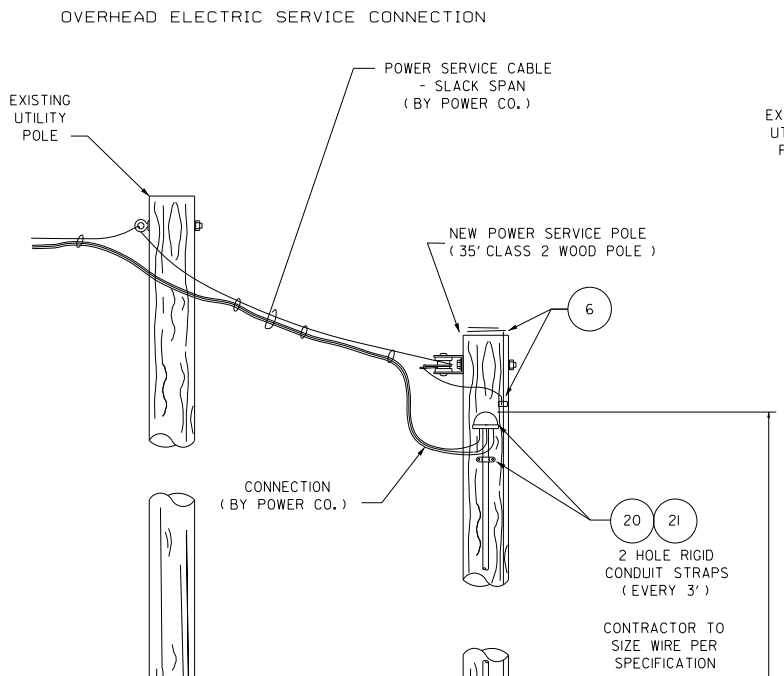 OVERHEAD ELECTRIC SERVICE CONNECTION
POWER SERVICE CABLE
- SLACK SPAN
(BY POWER CO.)
EXISTING
UTILITY
POLE
EX
UT
P
NEW POWER SERVICE POLE
(35' CLASS 2 WOOD POLE )
6
CONNECTION
(BY POWER CO.)
20 21
2 HOLE RIGID
CONDUIT STRAPS
(EVERY 3')
CONTRACTOR TO
SIZE WIRE PER
SPECIFICATION